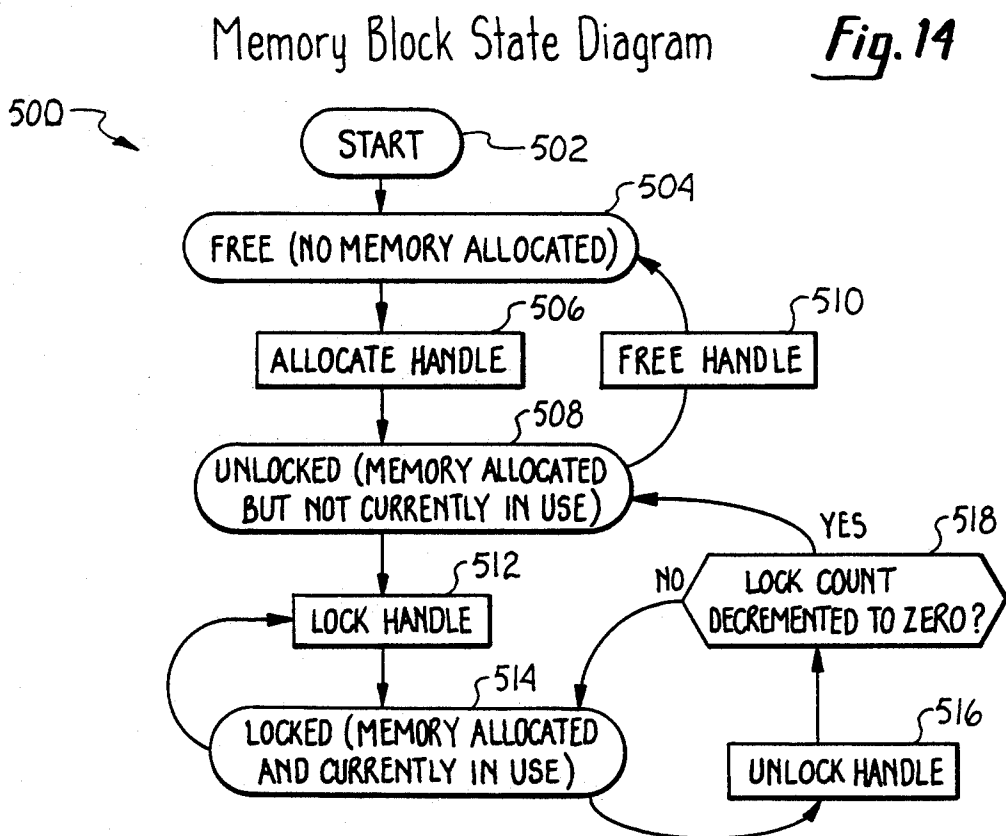 Memory Block State Diagram
Fig. 14
500
START
502
504
FREE (NO MEMORY ALLOCATED)
506
510
ALLOCATE HANDLE
FREE HANDLE
508
UNLOCKED (MEMORY ALLOCATED
BUT NOT CURRENTLY IN USE)
YES
518
512
NO
LOCK COUNT
DECREMENTED TO ZERO?
LOCK HANDLE
514
516
LOCKED (MEMORY ALLOCATED
AND CURRENTLY IN USE)
UNLOCK HANDLE